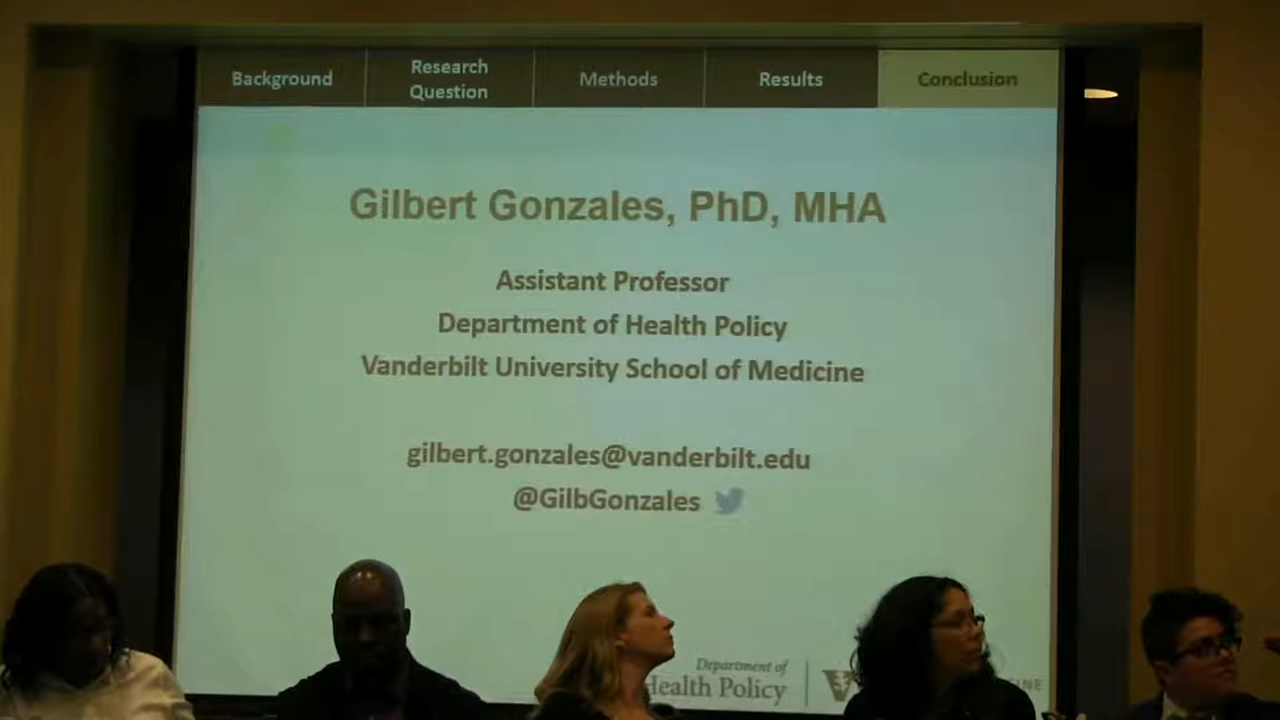 Background
Research
Question
Methods
Results
Conclusion
Gilbert Gonzales, PhD, MHA
Assistant Professor
Department of Health Policy
Vanderbilt University School of Medicine
gilbert.gonzales@vanderbilt.edu
@GilbGonzales
Department of
Health Policy